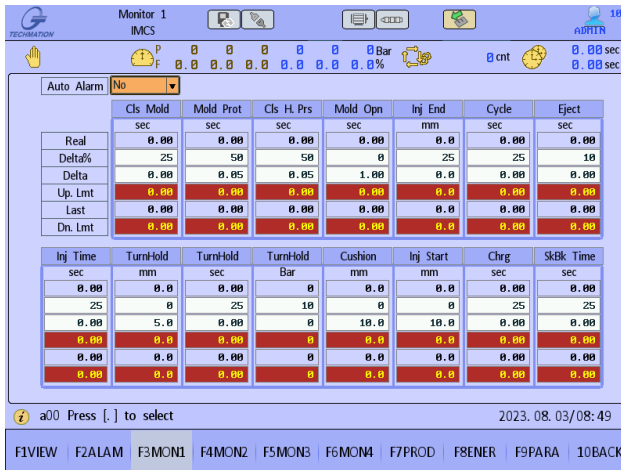 TECHMATION
Monitor 1
IMCS
10
ADMIN
P 0 0 0 0 0 0 Bar
F 0.0 0.0 0.0 0.0 0.0 0.0%
0 cnt
0.00 sec
0.00 sec
Auto Alarm No
Cls Mold Mold Prot Cls H. Prs Mold Opn Inj End Cycle Eject
sec sec sec sec mm sec sec
Real 0.00 0.00 0.00 0.00 0.0 0.00 0.00
Delta% 25 50 50 0 25 25 10
Delta 0.00 0.05 0.05 1.00 0.0 0.00 0.00
Up. Lmt 0.00 0.00 0.00 0.00 0.0 0.00 0.00
Last 0.00 0.00 0.00 0.00 0.0 0.00 0.00
Dn. Lmt 0.00 0.00 0.00 0.00 0.0 0.00 0.00
Inj Time TurnHold TurnHold TurnHold Cushion Inj Start Chrg SkBk Time
sec mm sec Bar mm mm sec sec
0.00 0.0 0.00 0 0.0 0.0 0.00 0.00
25 0 25 10 0 0 25 25
0.00 5.0 0.00 0 10.0 10.0 0.00 0.00
0.00 0.0 0.00 0 0.0 0.0 0.00 0.00
0.00 0.0 0.00 0 0.0 0.0 0.00 0.00
0.00 0.0 0.00 0 0.0 0.0 0.00 0.00
a00 Press [.] to select 2023. 08. 03/08:49
F1VIEW F2ALAM F3MON1 F4MON2 F5MON3 F6MON4 F7PROD F8ENER F9PARA 10BACK